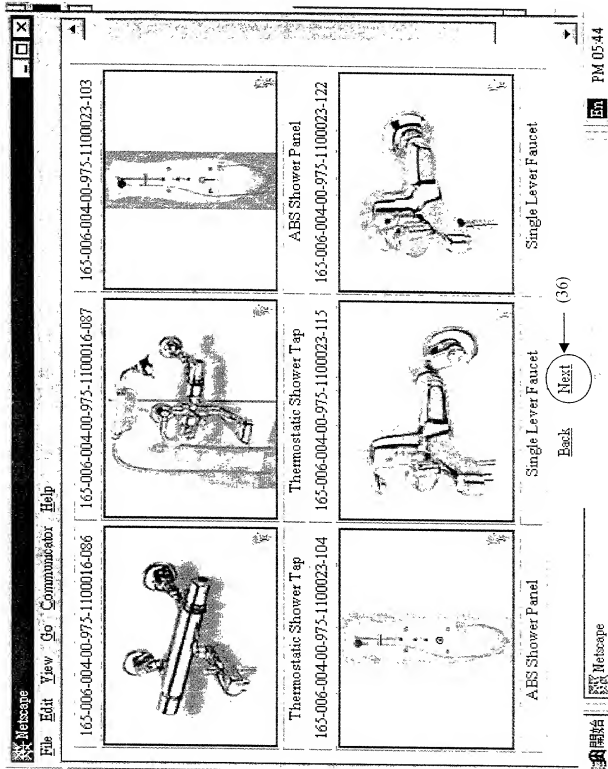 Netscape
File Edit View Go Communicator Help
165-006-004-00-975-1100016-086 165-006-004-00-975-1100016-087 165-006-004-00-975-1100023-103
Thermostatic Shower Tap Thermostatic Shower Tap ABS Shower Panel
165-006-004-00-975-1100023-104 165-006-004-00-975-1100023-115 165-006-004-00-975-1100023-122
ABS Shower Panel Single Lever Faucet Single Lever Faucet
Back Next (36)
開始 Netscape En PM 05:44